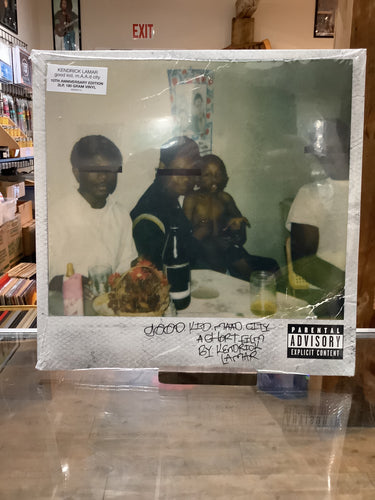 EXIT
KENDRICK LAMAR
good kid, m.A.A.d city
10TH ANNIVERSARY EDITION
2LP, 180 GRAM VINYL
good KID MAAD CITY
A SHORT FILM
BY KENDRICK
LAMAR
PARENTAL
ADVISORY
EXPLICIT CONTENT